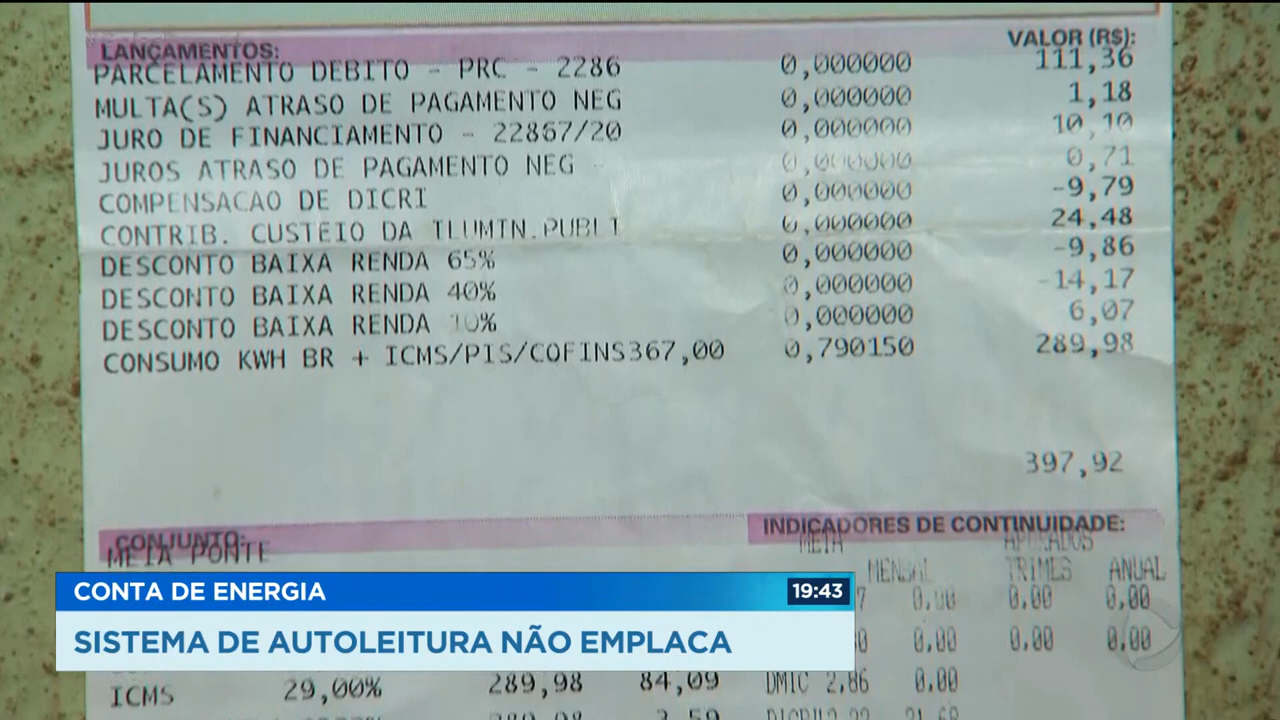 LANÇAMENTOS: VALOR (R$):
PARCELAMENTO DEBITO - PRC - 2286 0,000000 111,36
MULTA(S) ATRASO DE PAGAMENTO NEG 0,000000 1,18
JURO DE FINANCIAMENTO - 22867/20 0,000000 10,10
JUROS ATRASO DE PAGAMENTO NEG 0,000000 0,71
COMPENSACAO DE DICRI 0,000000 -9,79
CONTRIB. CUSTEIO DA ILUMIN.PUBLI 0,000000 24,48
DESCONTO BAIXA RENDA 65% 0,000000 -9,86
DESCONTO BAIXA RENDA 40% 0,000000 -14,17
DESCONTO BAIXA RENDA 10% 0,000000 6,07
CONSUMO KWH BR + ICMS/PIS/COFINS367,00 0,790150 289,98
397,92
CONJUNTO: INDICADORES DE CONTINUIDADE:
MEIA PONTE META APURADOS
MENSAL TRIMES ANUAL
7 0,00 0,00 0,00
CONTA DE ENERGIA 19:43
0,00 0,00 0,00
SISTEMA DE AUTOLEITURA NÃO EMPLACA
ICMS 29,00% 289,98 84,09 DMIC 2,86 0,00